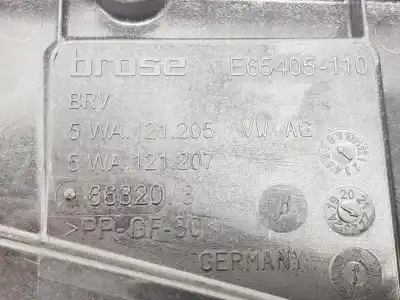 brose E65405-110
BRV
5 WA.121.205 VW AG
5 WA.121.207
66320/3
>PP-GF-30<
GERMANY